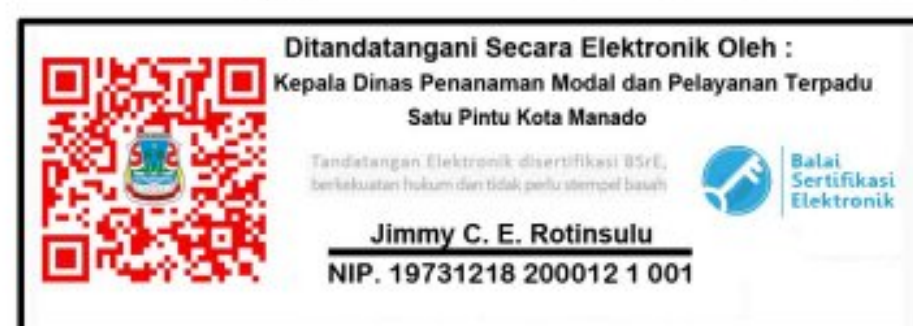 Ditandatangani Secara Elektronik Oleh :
Kepala Dinas Penanaman Modal dan Pelayanan Terpadu
Satu Pintu Kota Manado
Tandatangan Elektronik disertifikasi BSrE,
berkekuatan hukum dan tidak perlu stempel basah
Balai
Sertifikasi
Elektronik
Jimmy C. E. Rotinsulu
NIP. 19731218 200012 1 001